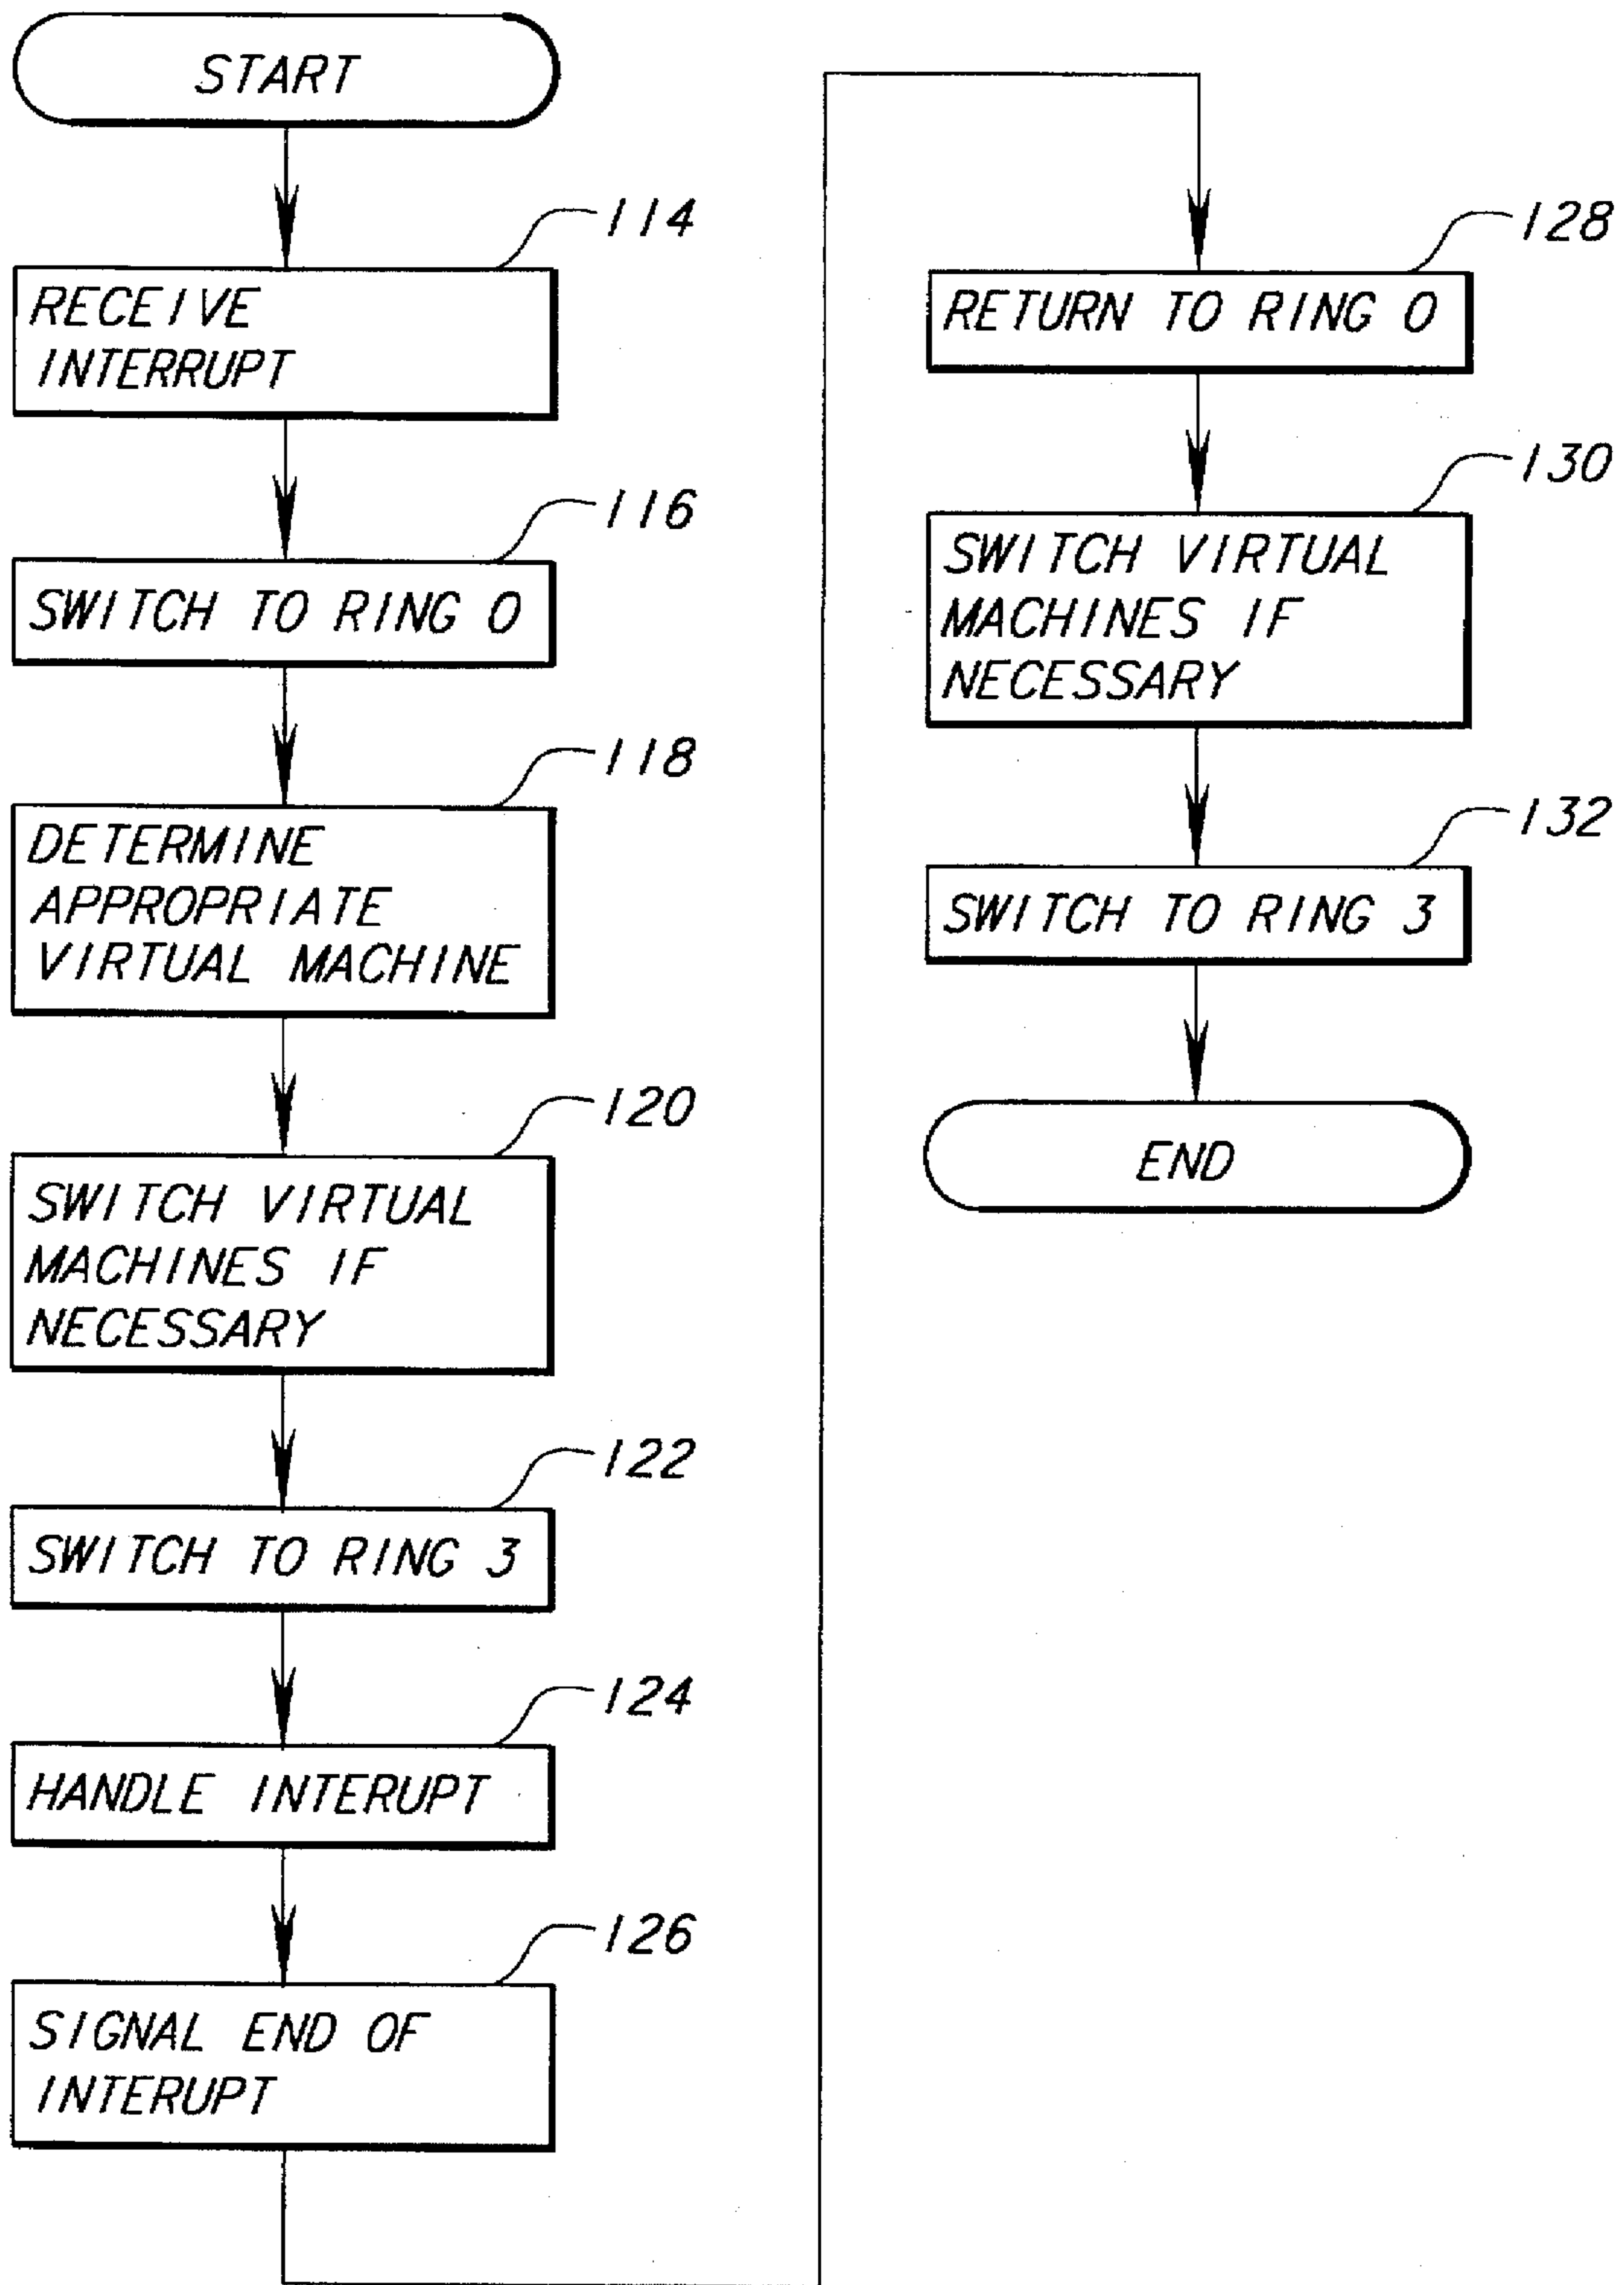 START
114
RECEIVE
INTERRUPT
116
SWITCH TO RING 0
118
DETERMINE
APPROPRIATE
VIRTUAL MACHINE
120
SWITCH VIRTUAL
MACHINES IF
NECESSARY
122
SWITCH TO RING 3
124
HANDLE INTERUPT
126
SIGNAL END OF
INTERUPT
128
RETURN TO RING 0
130
SWITCH VIRTUAL
MACHINES IF
NECESSARY
132
SWITCH TO RING 3
END